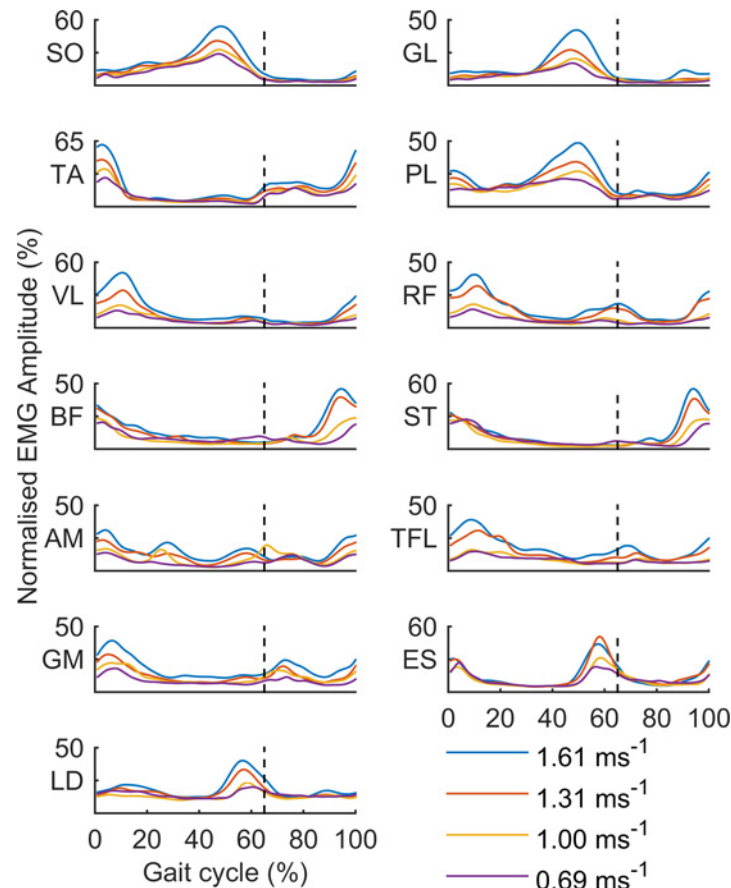 Normalised EMG Amplitude (%)
60
SO
50
GL
65
TA
50
PL
60
VL
50
RF
50
BF
60
ST
50
AM
50
TFL
50
GM
60
ES
0 20 40 60 80 100
50
LD
0 20 40 60 80 100
Gait cycle (%)
1.61 ms⁻¹
1.31 ms⁻¹
1.00 ms⁻¹
0.69 ms⁻¹